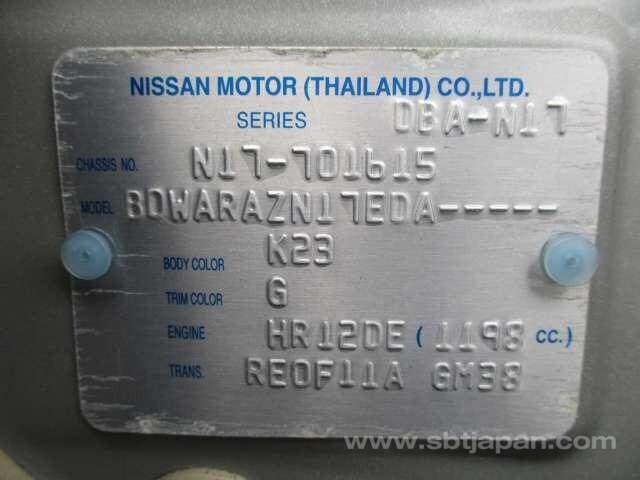 NISSAN MOTOR (THAILAND) CO.,LTD.
SERIES DBA-N17
CHASSIS NO. N17-701615
MODEL BDWARAZN17EDA-----
BODY COLOR K23
TRIM COLOR G
ENGINE HR12DE ( 1198 CC.)
TRANS. RE0F11A GM38
www.sbtjapan.com